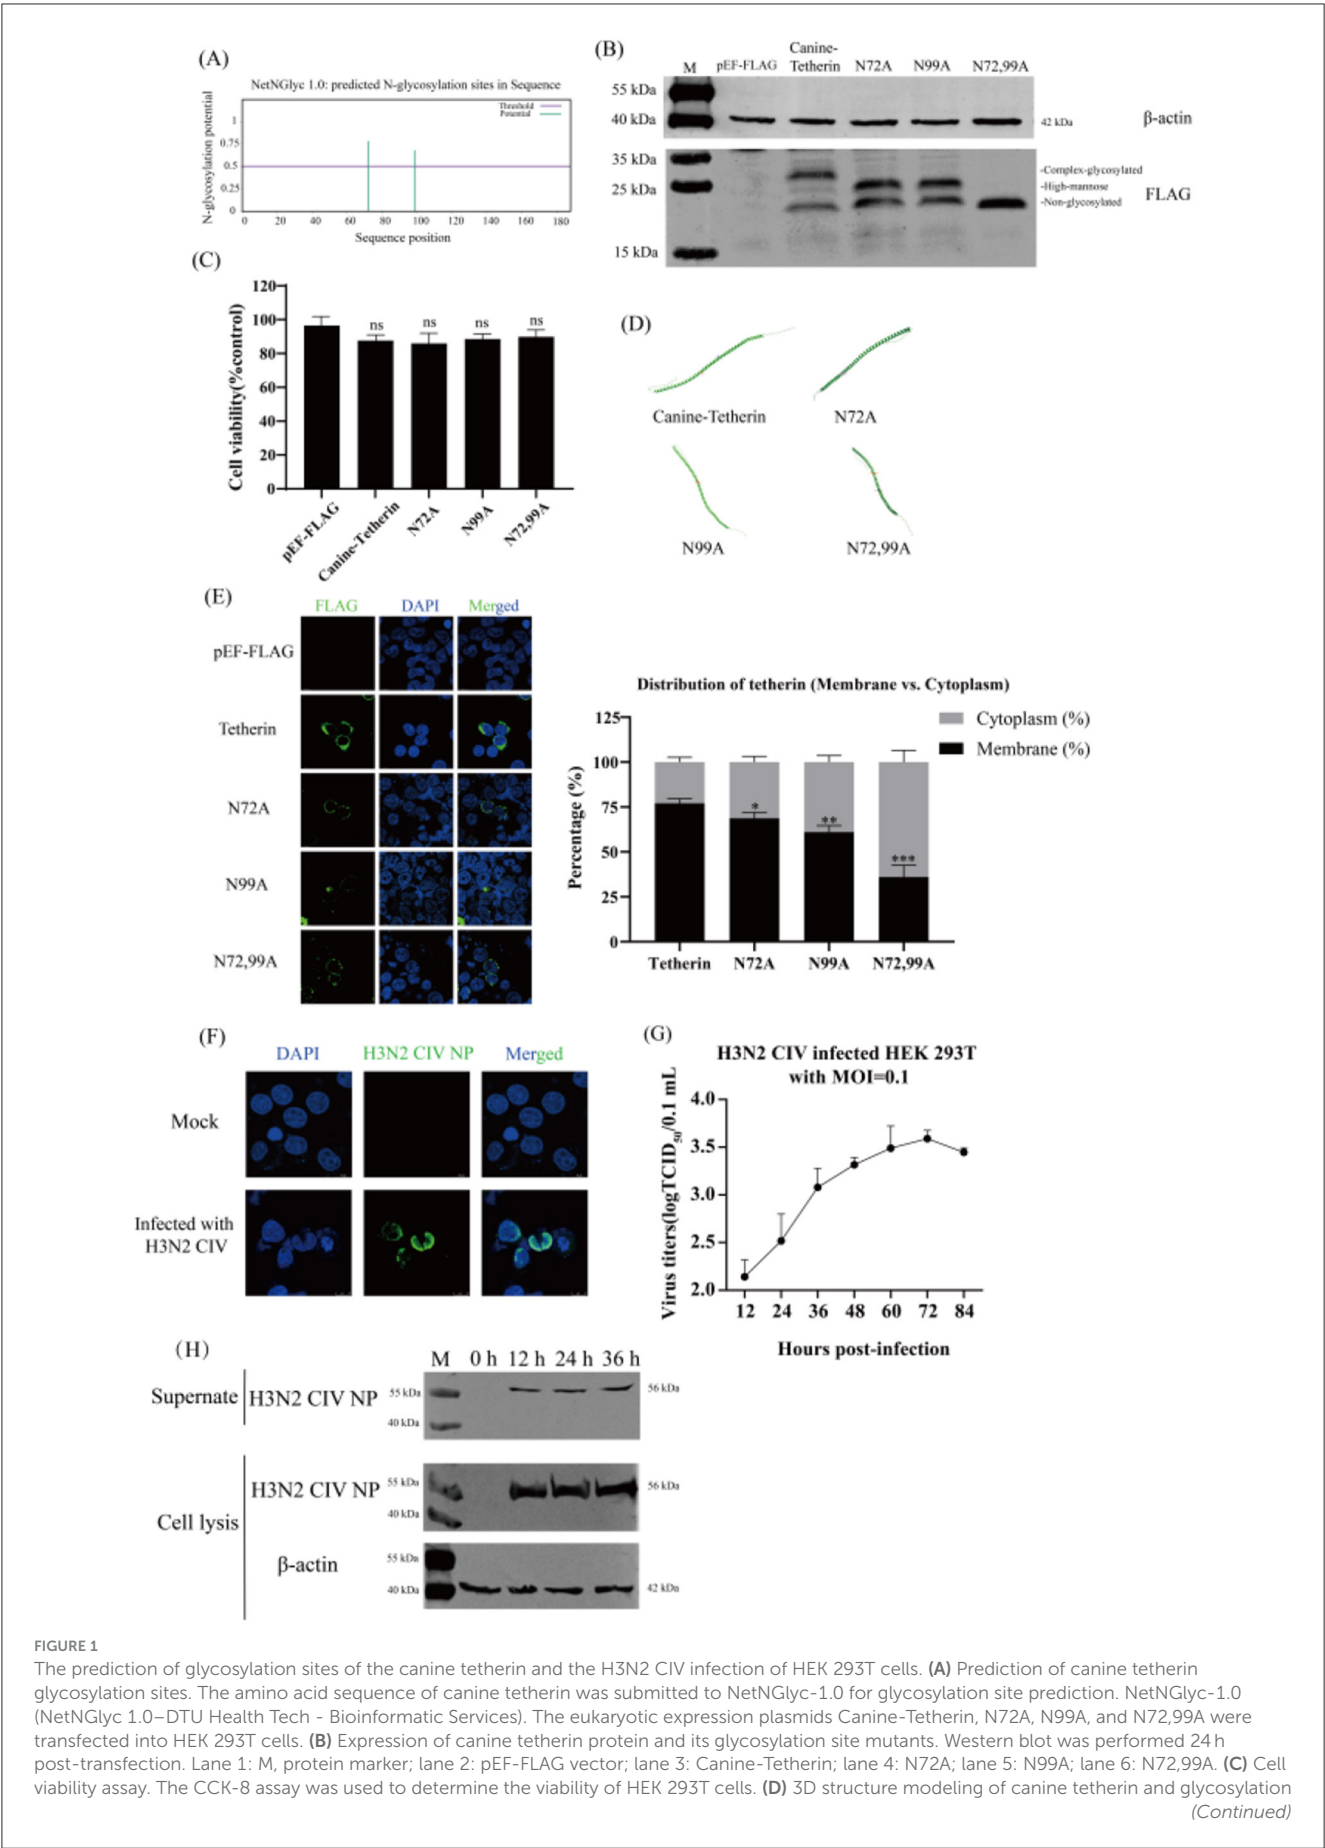 (A)
NetNGlyc 1.0: predicted N-glycosylation sites in Sequence
Threshold
Potential
N-glycosylation potential
1
0.75
0.5
0.25
0
0 20 40 60 80 100 120 140 160 180
Sequence position
(B)
M pEF-FLAG Canine-Tetherin N72A N99A N72,99A
55 kDa
40 kDa
42 kDa
β-actin
35 kDa
25 kDa
15 kDa
-Complex-glycosylated
-High-mannose
-Non-glycosylated
FLAG
(C)
Cell viability(%control)
120
100
80
60
40
20
0
ns ns ns ns
pEF-FLAG
Canine-Tetherin
N72A
N99A
N72,99A
(D)
Canine-Tetherin N72A
N99A N72,99A
(E)
FLAG DAPI Merged
pEF-FLAG
Tetherin
N72A
N99A
N72,99A
Distribution of tetherin (Membrane vs. Cytoplasm)
Cytoplasm (%)
Membrane (%)
Percentage (%)
125
100
75
50
25
0
* ** ***
Tetherin N72A N99A N72,99A
(F)
DAPI H3N2 CIV NP Merged
Mock
Infected with
H3N2 CIV
(G)
H3N2 CIV infected HEK 293T
with MOI=0.1
Virus titers(logTCID50/0.1 mL
4.0
3.5
3.0
2.5
2.0
12 24 36 48 60 72 84
Hours post-infection
(H)
M 0 h 12 h 24 h 36 h
Supernate H3N2 CIV NP
55 kDa
40 kDa
56 kDa
Cell lysis
H3N2 CIV NP
55 kDa
40 kDa
56 kDa
β-actin
55 kDa
40 kDa
42 kDa
FIGURE 1
The prediction of glycosylation sites of the canine tetherin and the H3N2 CIV infection of HEK 293T cells. (A) Prediction of canine tetherin
glycosylation sites. The amino acid sequence of canine tetherin was submitted to NetNGlyc-1.0 for glycosylation site prediction. NetNGlyc-1.0
(NetNGlyc 1.0–DTU Health Tech - Bioinformatic Services). The eukaryotic expression plasmids Canine-Tetherin, N72A, N99A, and N72,99A were
transfected into HEK 293T cells. (B) Expression of canine tetherin protein and its glycosylation site mutants. Western blot was performed 24 h
post-transfection. Lane 1: M, protein marker; lane 2: pEF-FLAG vector; lane 3: Canine-Tetherin; lane 4: N72A; lane 5: N99A; lane 6: N72,99A. (C) Cell
viability assay. The CCK-8 assay was used to determine the viability of HEK 293T cells. (D) 3D structure modeling of canine tetherin and glycosylation
(Continued)